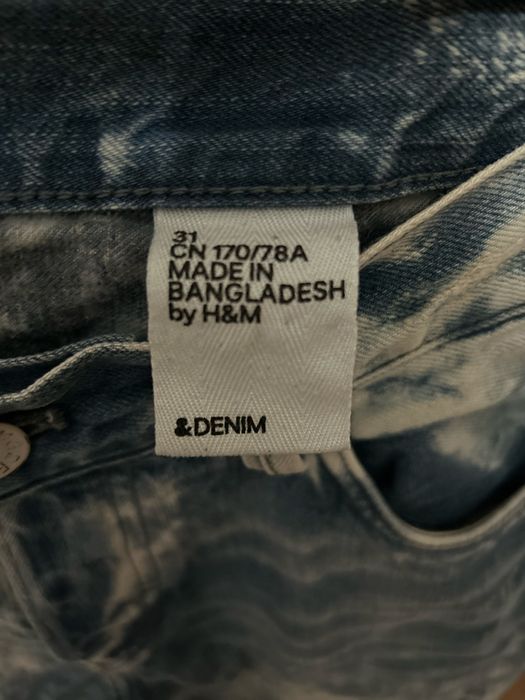 31
CN 170/78A
MADE IN
BANGLADESH
by H&M
&DENIM